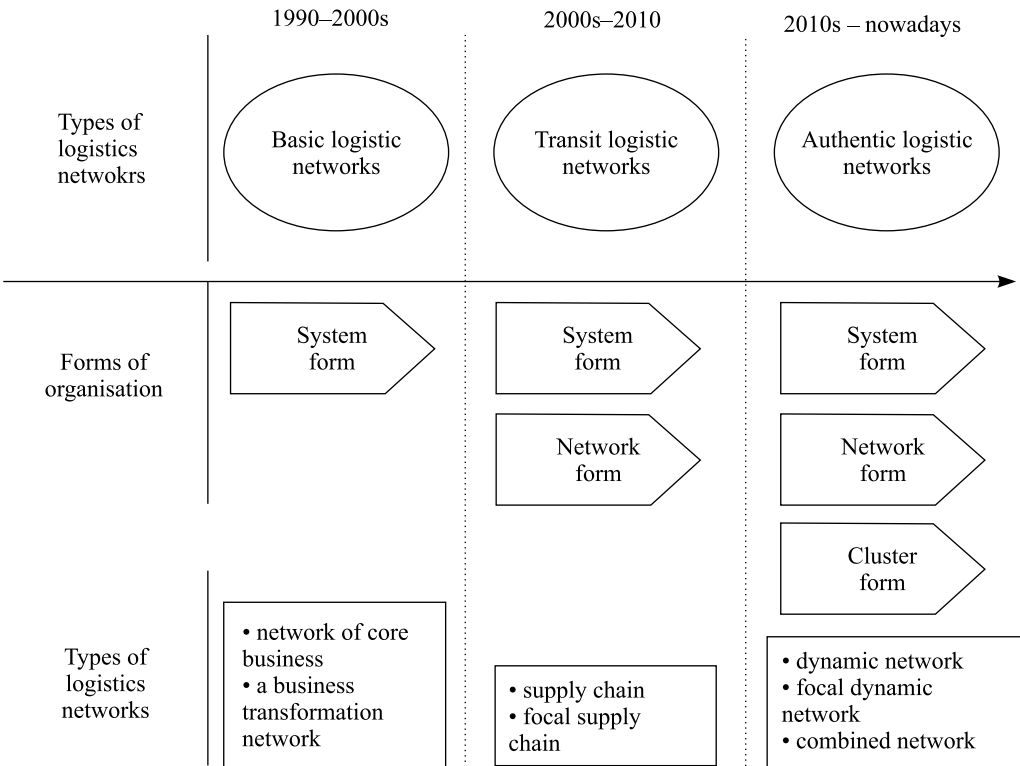 1990–2000s
2000s–2010
2010s – nowadays
Types of
logistics
netwokrs
Basic logistic
networks
Transit logistic
networks
Authentic logistic
networks
Forms of
organisation
System
form
System
form
System
form
Network
form
Network
form
Cluster
form
Types of
logistics
networks
• network of core
business
• a business
transformation
network
• supply chain
• focal supply
chain
• dynamic network
• focal dynamic
network
• combined network